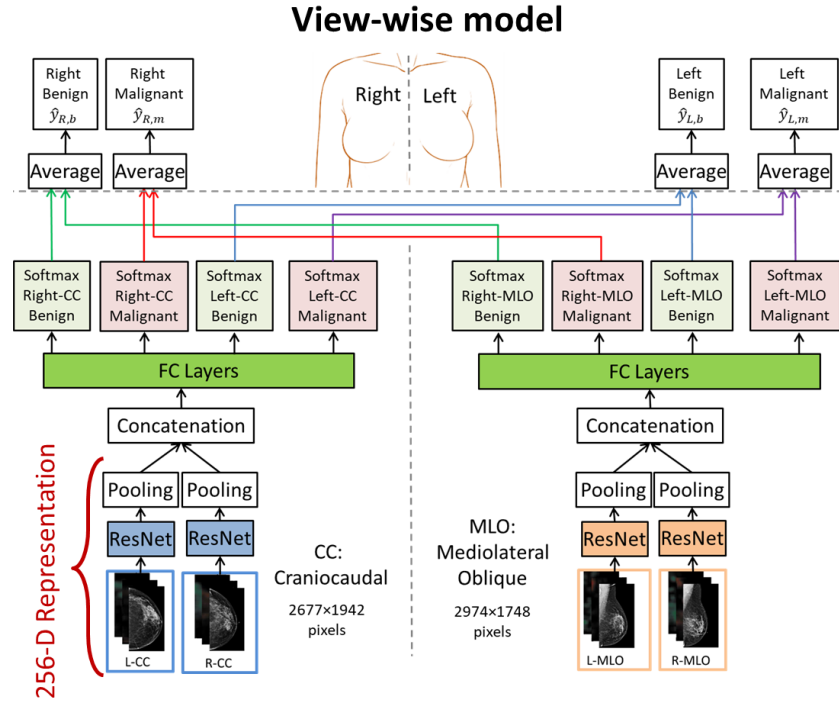 View-wise model
Right
Benign
ŷR,b
Right
Malignant
ŷR,m
Right
Left
Left
Benign
ŷL,b
Left
Malignant
ŷL,m
Average
Average
Average
Average
Softmax
Right-CC
Benign
Softmax
Right-CC
Malignant
Softmax
Left-CC
Benign
Softmax
Left-CC
Malignant
Softmax
Right-MLO
Benign
Softmax
Right-MLO
Malignant
Softmax
Left-MLO
Benign
Softmax
Left-MLO
Malignant
FC Layers
FC Layers
Concatenation
Concatenation
256-D Representation
Pooling
Pooling
Pooling
Pooling
ResNet
ResNet
ResNet
ResNet
CC:
Craniocaudal
2677×1942
pixels
MLO:
Mediolateral
Oblique
2974×1748
pixels
L-CC
R-CC
L-MLO
R-MLO